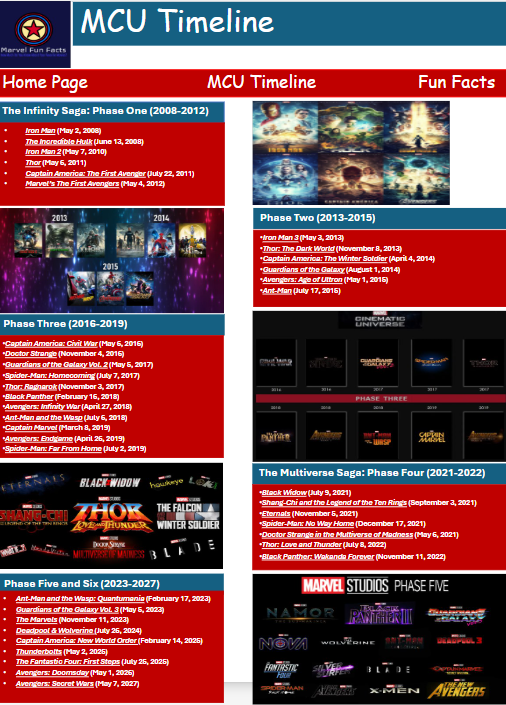 MCU Timeline
Marvel Fun Facts
Home Page
MCU Timeline
Fun Facts
The Infinity Saga: Phase One (2008-2012)
• Iron Man (May 2, 2008)
• The Incredible Hulk (June 13, 2008)
• Iron Man 2 (May 7, 2010)
• Thor (May 6, 2011)
• Captain America: The First Avenger (July 22, 2011)
• Marvel's The First Avengers (May 4, 2012)
CAPTAIN AMERICA
2013
2014
2015
Phase Two (2013-2015)
•Iron Man 3 (May 3, 2013)
•Thor: The Dark World (November 8, 2013)
•Captain America: The Winter Soldier (April 4, 2014)
•Guardians of the Galaxy (August 1, 2014)
•Avengers: Age of Ultron (May 1, 2015)
•Ant-Man (July 17, 2015)
Phase Three (2016-2019)
•Captain America: Civil War (May 6, 2016)
•Doctor Strange (November 4, 2016)
•Guardians of the Galaxy Vol. 2 (May 5, 2017)
•Spider-Man: Homecoming (July 7, 2017)
•Thor: Ragnarok (November 3, 2017)
•Black Panther (February 16, 2018)
•Avengers: Infinity War (April 27, 2018)
•Ant-Man and the Wasp (July 6, 2018)
•Captain Marvel (March 8, 2019)
•Avengers: Endgame (April 26, 2019)
•Spider-Man: Far From Home (July 2, 2019)
MARVEL
CINEMATIC
UNIVERSE
CIVIL WAR
GUARDIANS
GALAXY
PHASE THREE
PANTHER
WASP
CAPTAIN
MARVEL
ETERNALS
BLACK WIDOW
hawkeye
LOKI
SHANG-CHI
LEGEND OF THE TEN RINGS
THOR
LOVE AND THUNDER
THE FALCON
WINTER SOLDIER
DOCTOR
STRANGE
MULTIVERSE OF MADNESS
BLADE
The Multiverse Saga: Phase Four (2021-2022)
•Black Widow (July 9, 2021)
•Shang-Chi and the Legend of the Ten Rings (September 3, 2021)
•Eternals (November 5, 2021)
•Spider-Man: No Way Home (December 17, 2021)
•Doctor Strange in the Multiverse of Madness (May 6, 2021)
•Thor: Love and Thunder (July 8, 2022)
•Black Panther: Wakanda Forever (November 11, 2022)
Phase Five and Six (2023-2027)
• Ant-Man and the Wasp: Quantumania (February 17, 2023)
• Guardians of the Galaxy Vol. 3 (May 5, 2023)
• The Marvels (November 11, 2023)
• Deadpool & Wolverine (July 26, 2024)
• Captain America: New World Order (February 14, 2025)
• Thunderbolts (May 2, 2025)
• The Fantastic Four: First Steps (July 25, 2025)
• Avengers: Doomsday (May 1, 2026)
• Avengers: Secret Wars (May 7, 2027)
MARVEL STUDIOS PHASE FIVE
NAMOR
BLACK
PANTHER II
GUARDIANS
GALAXY
NOVA
WOLVERINE
ANT-MAN
DEADPOOL 3
FANTASTIC
FOUR
SILVER
SURFER
BLADE
SPIDER-MAN
X-MEN
THE NEW
AVENGERS